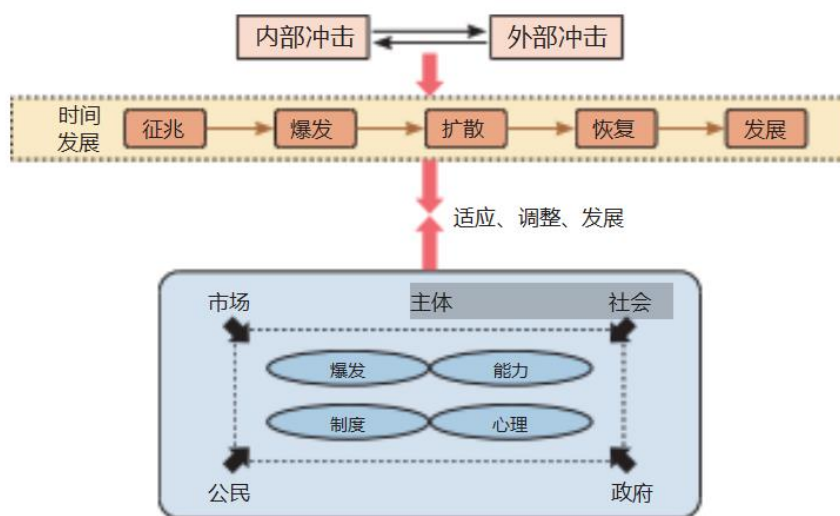 内部冲击 外部冲击
时间
发展
征兆 爆发 扩散 恢复 发展
适应、调整、发展
市场 主体 社会
爆发 能力
制度 心理
公民 政府